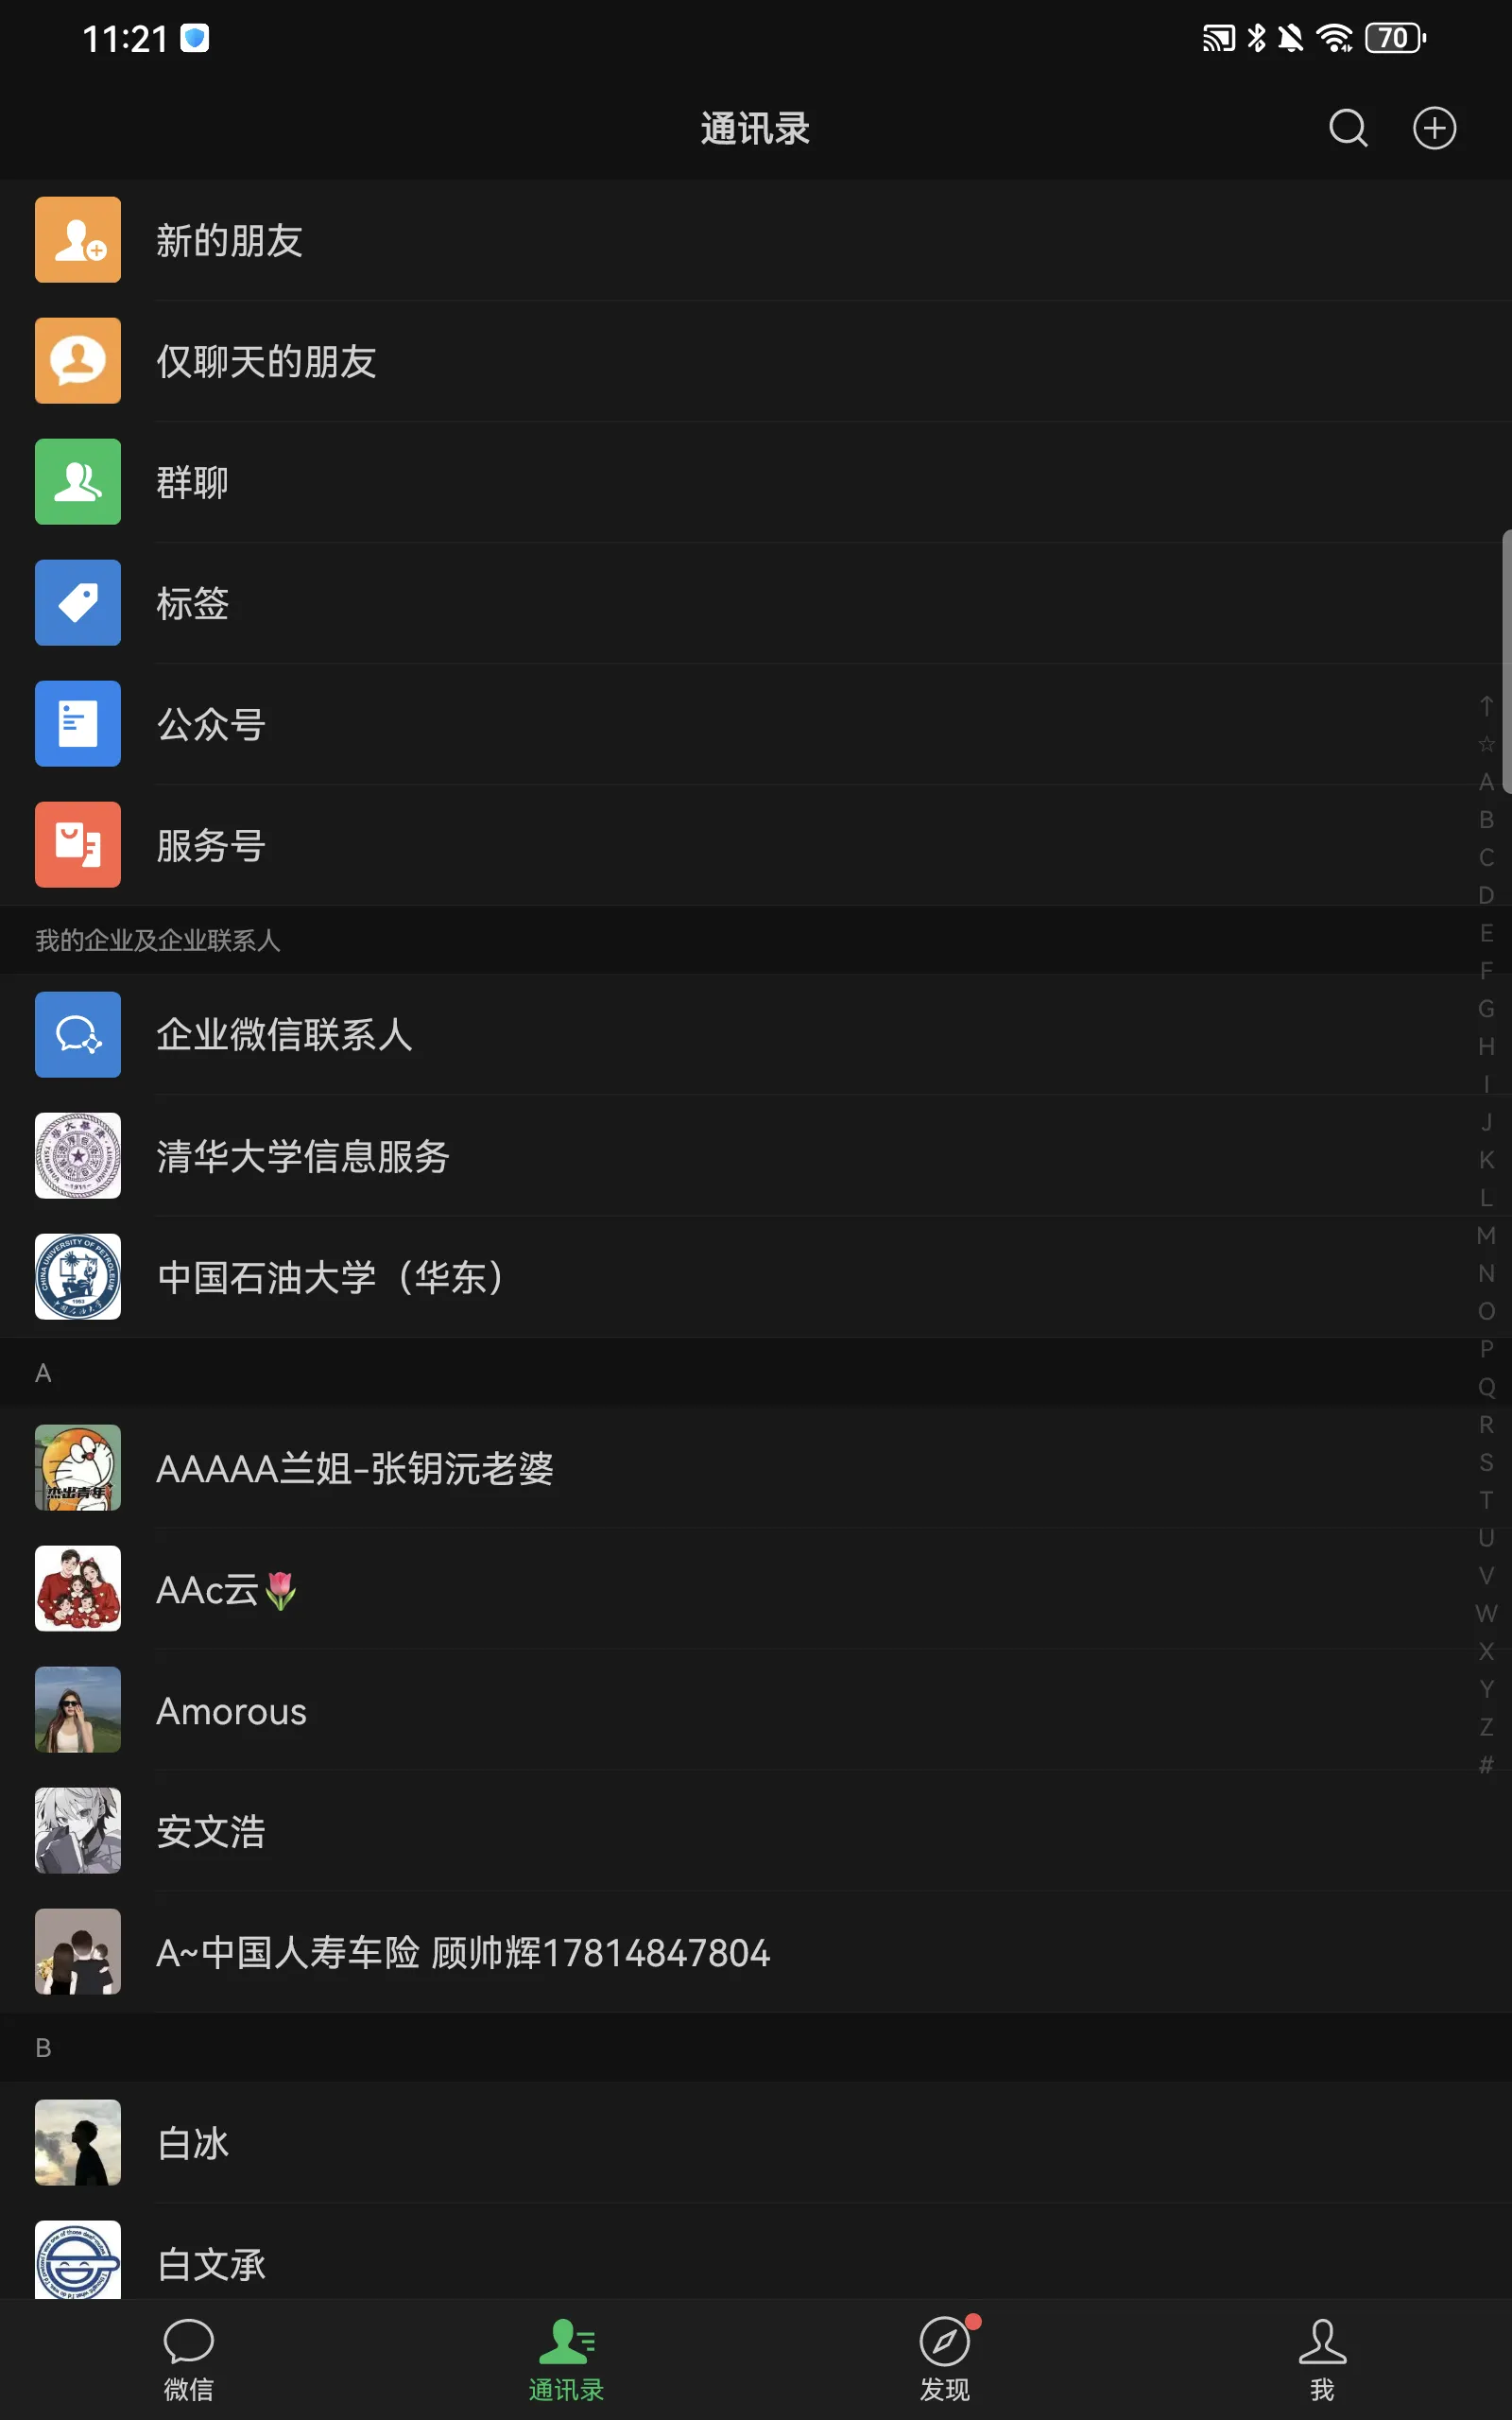 11:21
70
通讯录
新的朋友
仅聊天的朋友
群聊
标签
公众号
服务号
我的企业及企业联系人
企业微信联系人
清华大学信息服务
中国石油大学（华东）
A
AAAAA兰姐-张钥沅老婆
杰出青年
AAc云🌷
Amorous
安文浩
A~中国人寿车险 顾帅辉17814847804
B
白冰
白文承
↑
☆
A
B
C
D
E
F
G
H
I
J
K
L
M
N
O
P
Q
R
S
T
U
V
W
X
Y
Z
#
微信
通讯录
发现
我